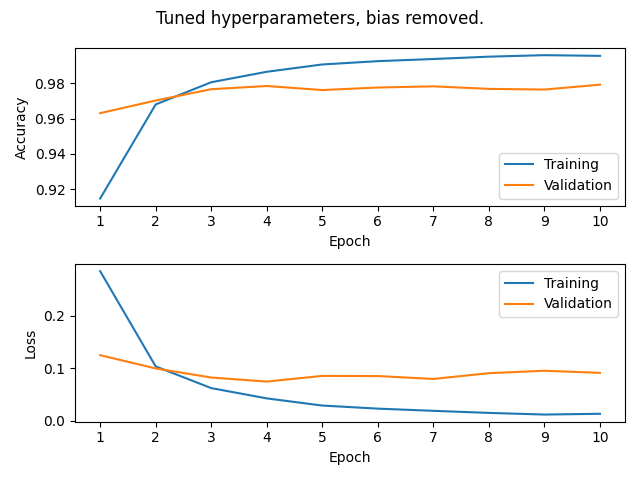 Tuned hyperparameters, bias removed.
Accuracy
0.98
0.96
0.94
0.92
Training
Validation
1 2 3 4 5 6 7 8 9 10
Epoch
Loss
0.2
0.1
0.0
Training
Validation
1 2 3 4 5 6 7 8 9 10
Epoch